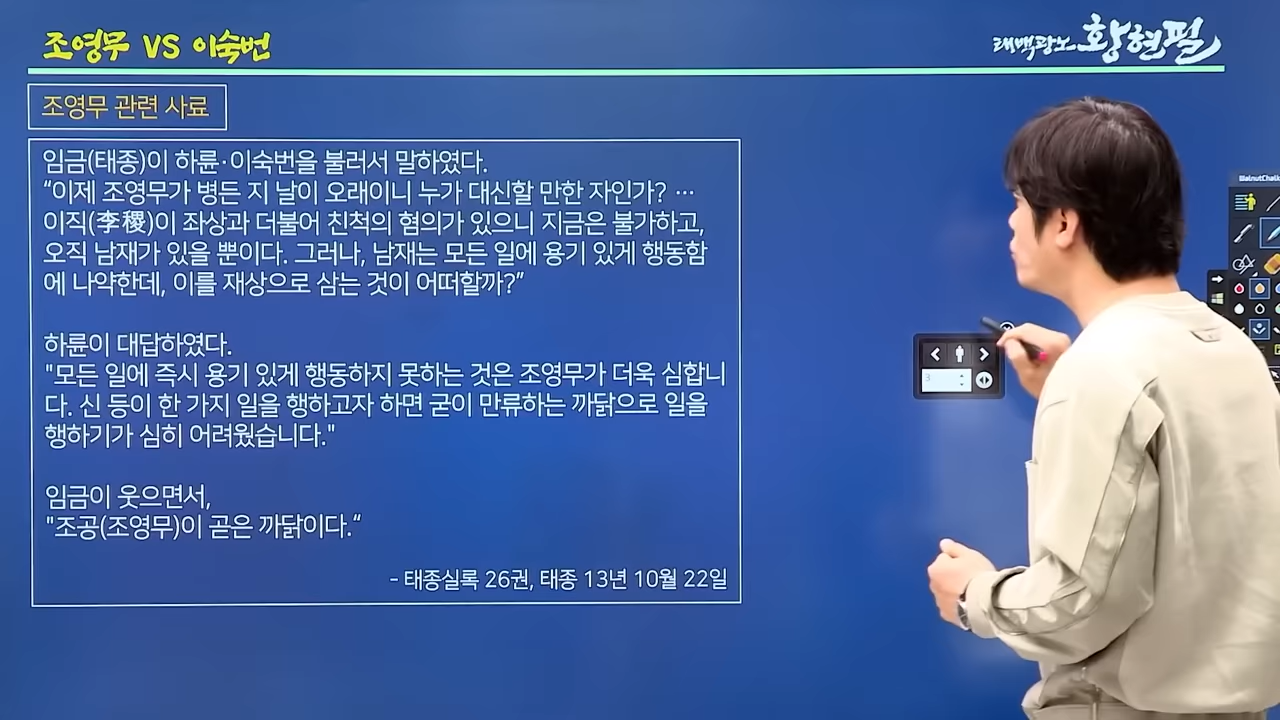 조영무 VS 이숙번
태백광노 황현필
조영무 관련 사료
임금(태종)이 하륜·이숙번을 불러서 말하였다.
“이제 조영무가 병든 지 날이 오래이니 누가 대신할 만한 자인가? …
이직(李稷)이 좌상과 더불어 친척의 혐의가 있으니 지금은 불가하고,
오직 남재가 있을 뿐이다. 그러나, 남재는 모든 일에 용기 있게 행동함
에 나약한데, 이를 재상으로 삼는 것이 어떠할까?”
하륜이 대답하였다.
"모든 일에 즉시 용기 있게 행동하지 못하는 것은 조영무가 더욱 심합니
다. 신 등이 한 가지 일을 행하고자 하면 굳이 만류하는 까닭으로 일을
행하기가 심히 어려웠습니다."
임금이 웃으면서,
"조공(조영무)이 곧은 까닭이다.“
- 태종실록 26권, 태종 13년 10월 22일
3